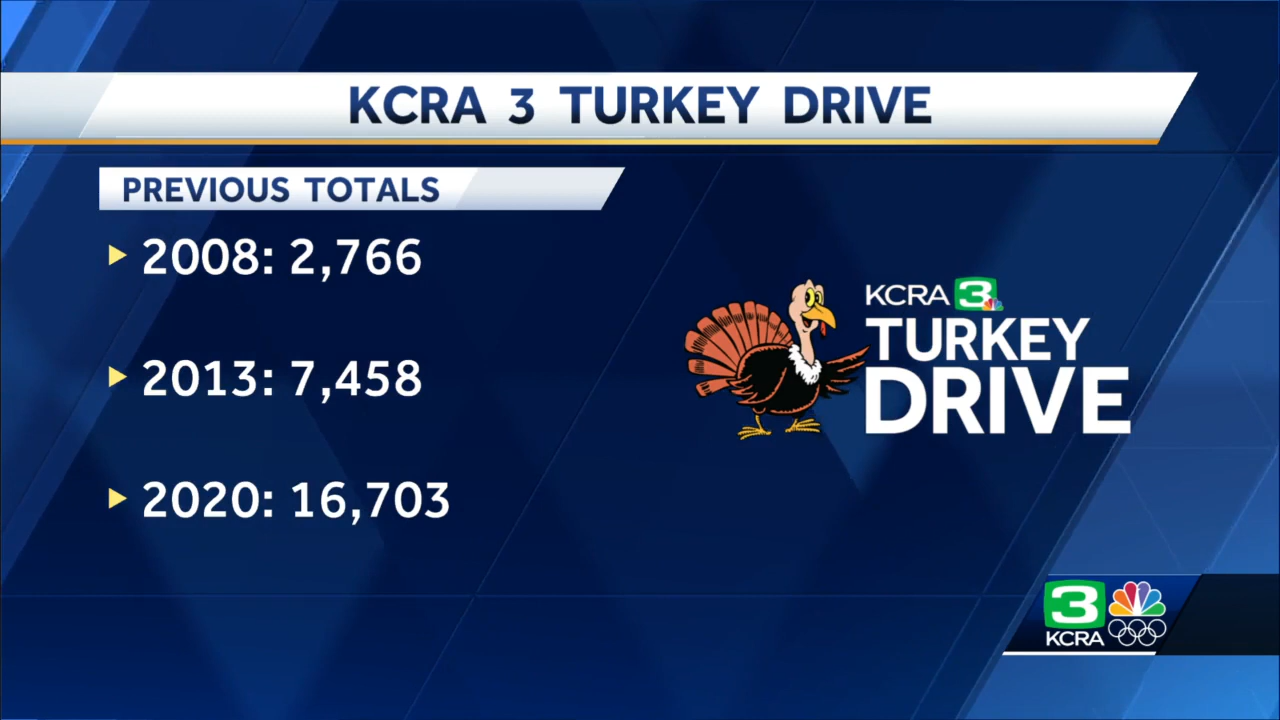 KCRA 3 TURKEY DRIVE
PREVIOUS TOTALS
2008: 2,766
2013: 7,458
2020: 16,703
KCRA 3
TURKEY
DRIVE
3
KCRA